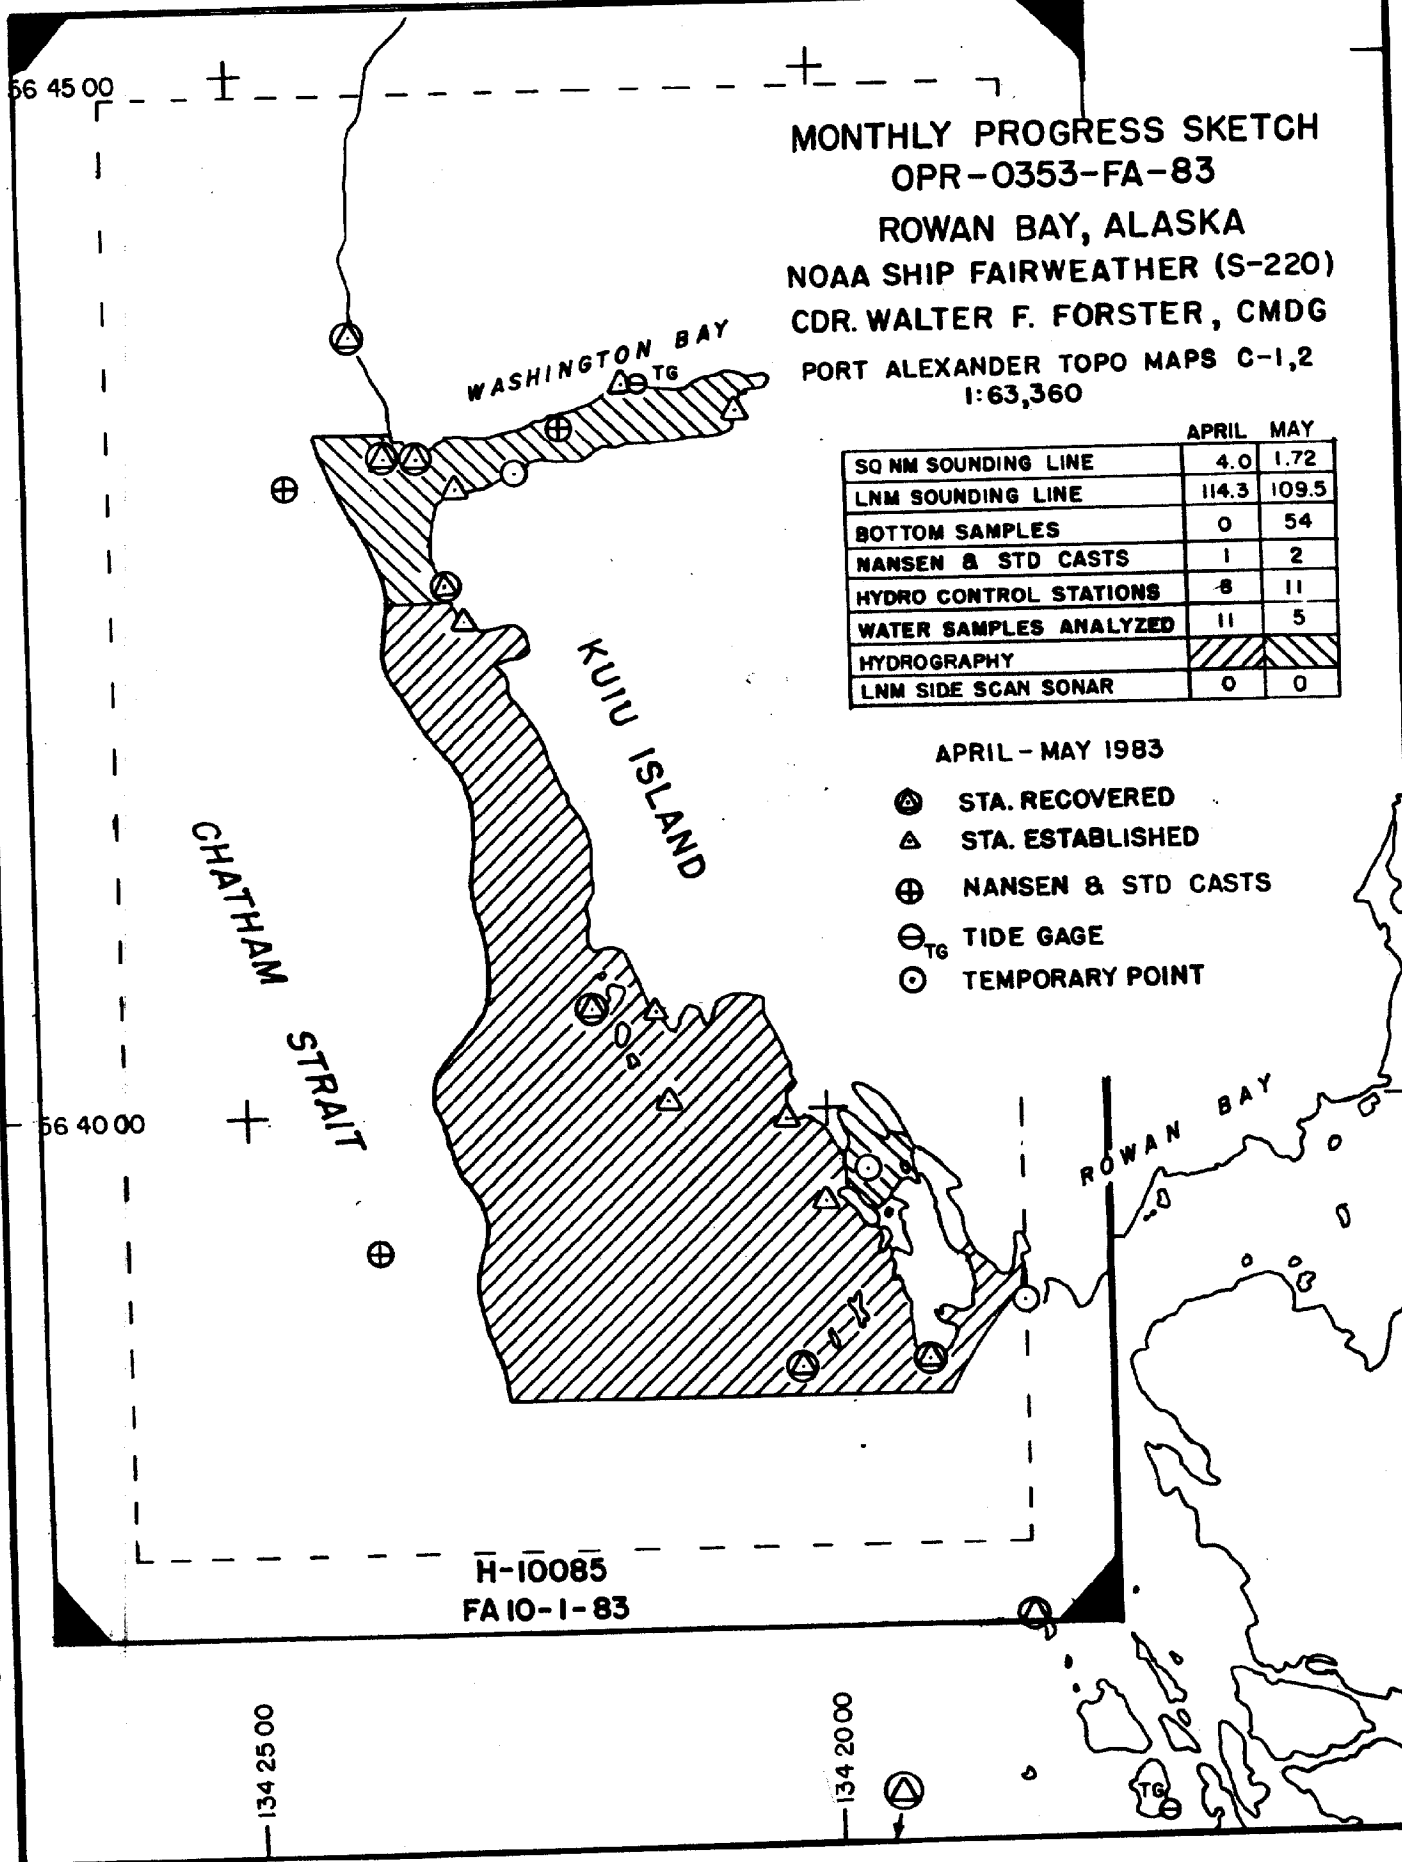 56 45 00
MONTHLY PROGRESS SKETCH
OPR-0353-FA-83
ROWAN BAY, ALASKA
NOAA SHIP FAIRWEATHER (S-220)
CDR. WALTER F. FORSTER, CMDG
PORT ALEXANDER TOPO MAPS C-1,2
1:63,360
WASHINGTON BAY
TG
APRIL MAY
SQ NM SOUNDING LINE 4.0 1.72
LNM SOUNDING LINE 114.3 109.5
BOTTOM SAMPLES 0 54
NANSEN & STD CASTS 1 2
HYDRO CONTROL STATIONS 8 11
WATER SAMPLES ANALYZED 11 5
HYDROGRAPHY
LNM SIDE SCAN SONAR 0 0
APRIL - MAY 1983
STA. RECOVERED
STA. ESTABLISHED
NANSEN & STD CASTS
TG TIDE GAGE
TEMPORARY POINT
KUIU ISLAND
CHATHAM STRAIT
56 40 00
ROWAN BAY
H-10085
FA 10-1-83
134 25 00
134 20 00
TG